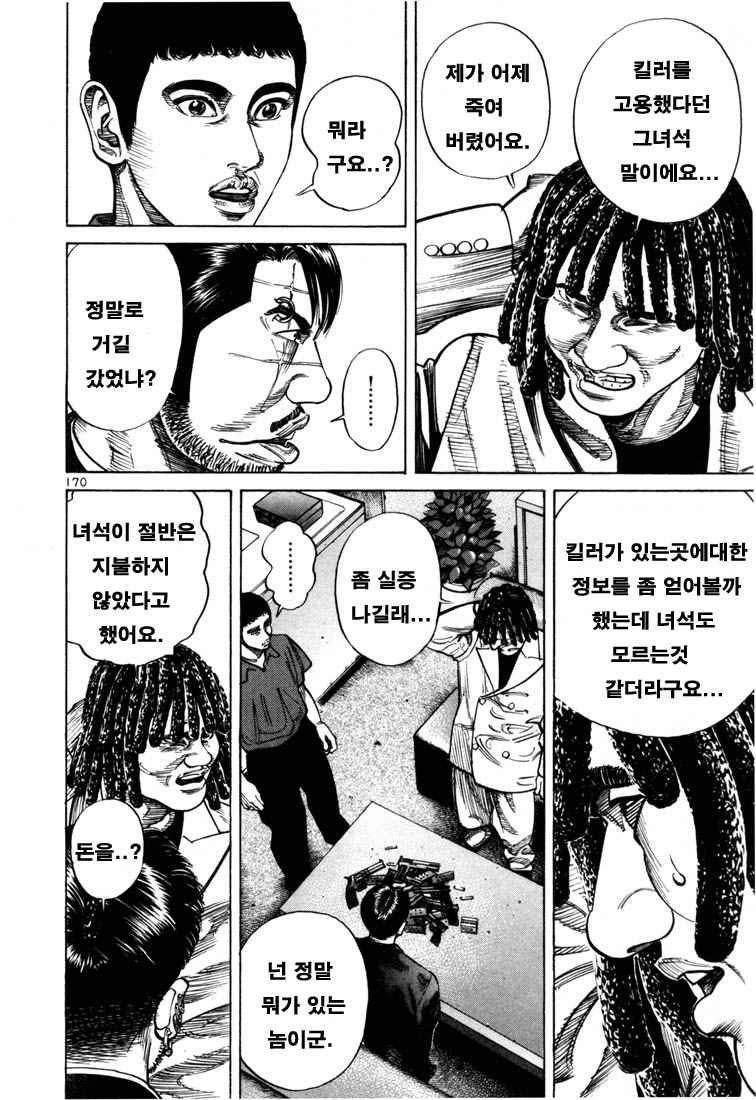 킬러를
고용했다던
그녀석
말이에요...
제가 어제
죽여
버렸어요.
뭐라
구요..?
!......
정말로
거길
갔었냐?
170
킬러가 있는곳에대한
정보를 좀 얻어볼까
했는데 녀석도
모르는것
같더라구요...
좀 실증
나길래...
.......
넌 정말
뭐가 있는
놈이군.
녀석이 절반은
지불하지
않았다고
했어요.
돈을..?